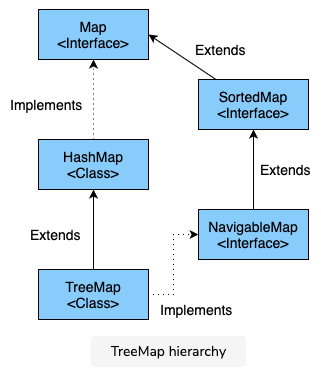 Map
<Interface>
Extends
SortedMap
<Interface>
Implements
HashMap
<Class>
Extends
NavigableMap
<Interface>
Extends
TreeMap
<Class>
Implements
TreeMap hierarchy